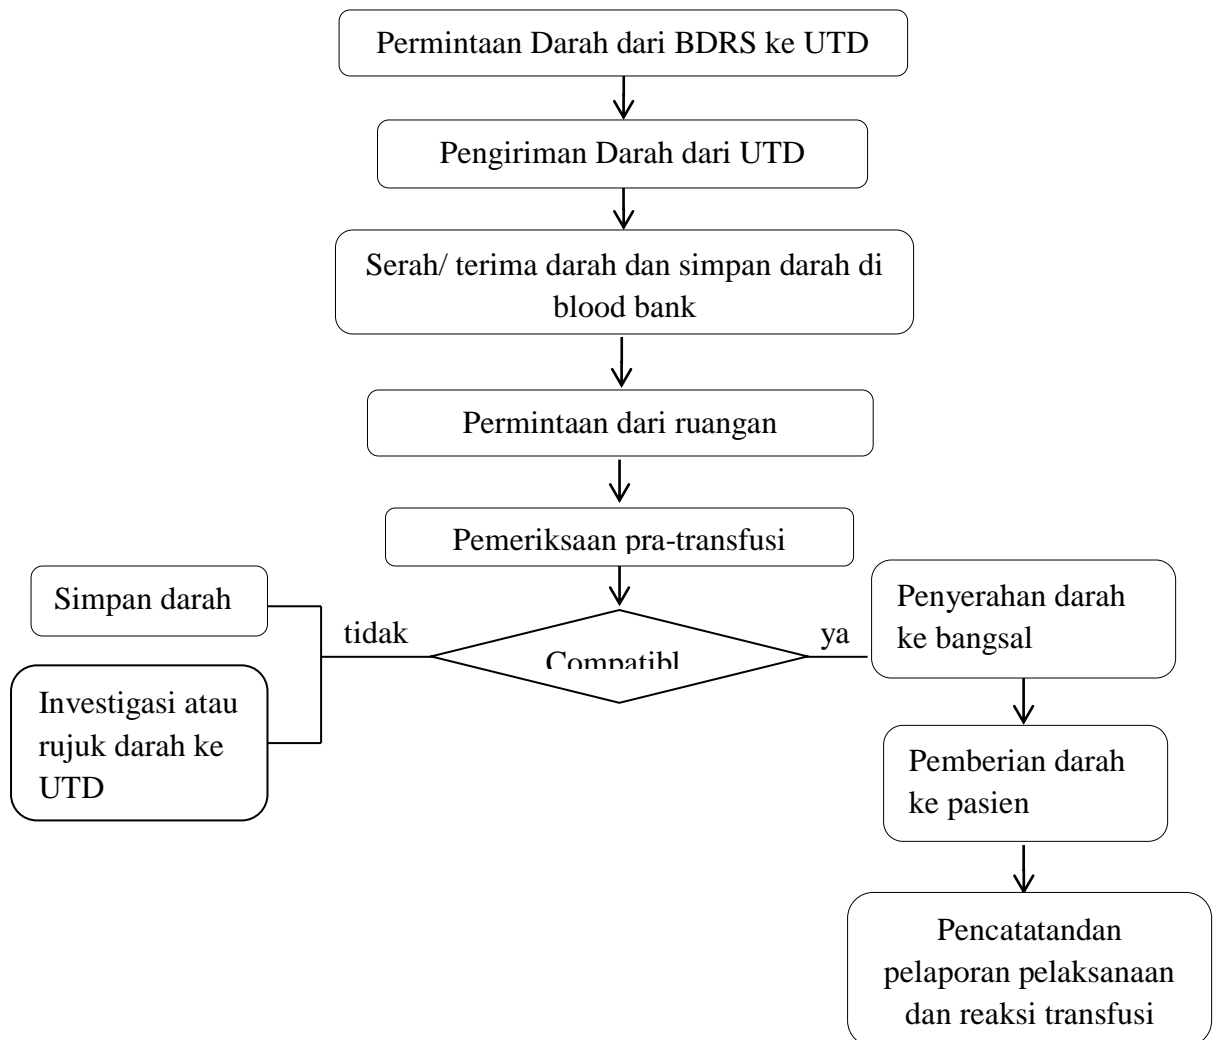 Permintaan Darah dari BDRS ke UTD
Pengiriman Darah dari UTD
Serah/ terima darah dan simpan darah di
blood bank
Permintaan dari ruangan
Pemeriksaan pra-transfusi
Simpan darah
tidak
Compatibl
ya
Penyerahan darah
ke bangsal
Investigasi atau
rujuk darah ke
UTD
Pemberian darah
ke pasien
Pencatatandan
pelaporan pelaksanaan
dan reaksi transfusi